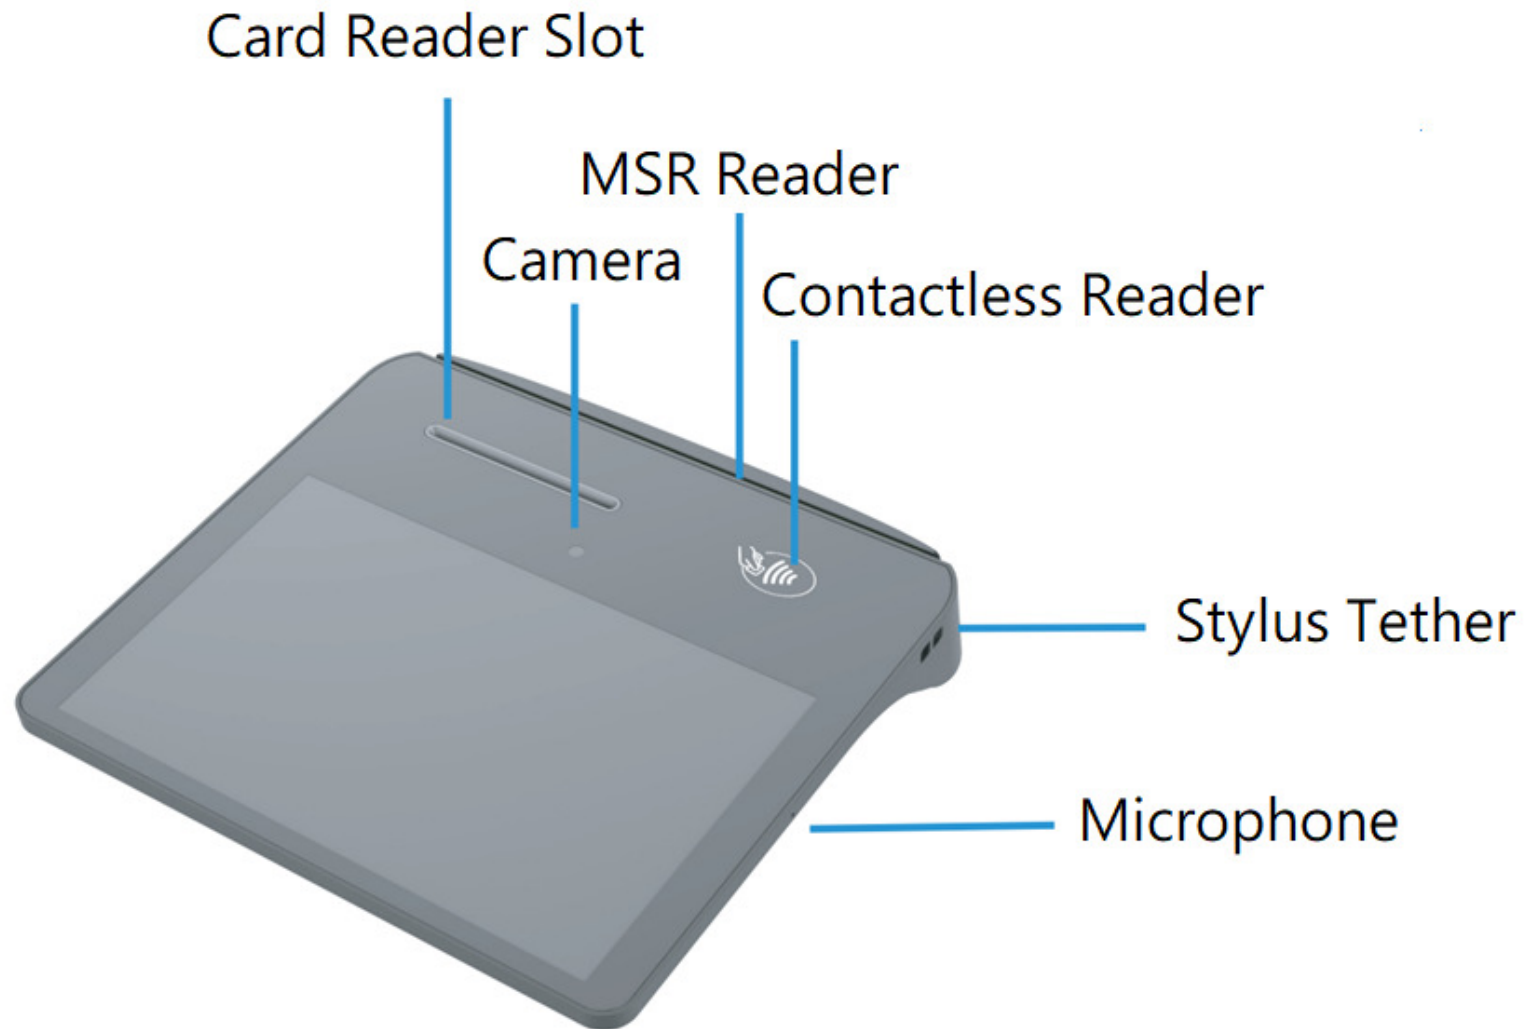 Card Reader Slot
MSR Reader
Camera
Contactless Reader
Stylus Tether
Microphone